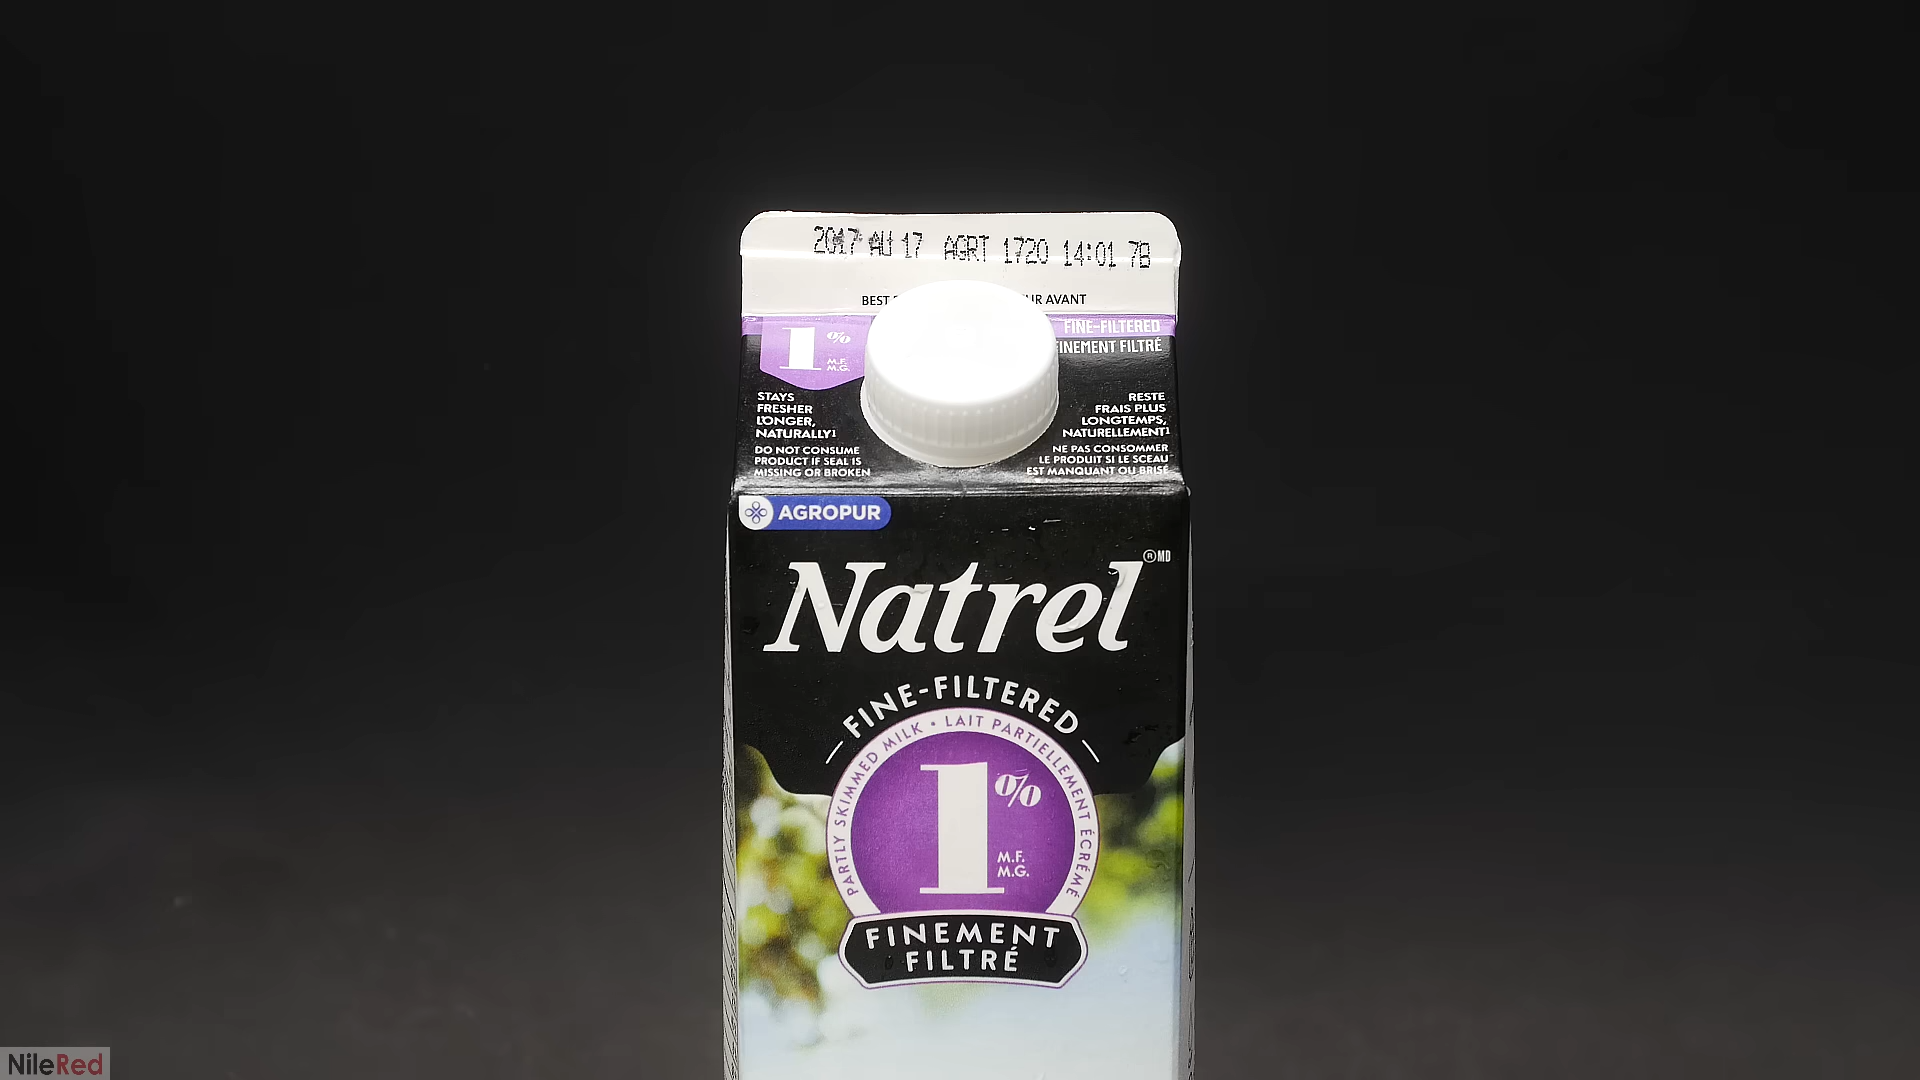 2017 AU 17 AGRT 1720 14:01 7B
BEST
UR AVANT
1%
M.F.
M.G.
FINE-FILTERED
FINEMENT FILTRÉ
STAYS
FRESHER
LONGER,
NATURALLY1
DO NOT CONSUME
PRODUCT IF SEAL IS
MISSING OR BROKEN
RESTE
FRAIS PLUS
LONGTEMPS,
NATURELLEMENT1
NE PAS CONSOMMER
LE PRODUIT SI LE SCEAU
EST MANQUANT OU BRISÉ
AGROPUR
Natrel ®MD
FINE-FILTERED
PARTLY SKIMMED MILK • LAIT PARTIELLEMENT ÉCRÉMÉ
1%
M.F.
M.G.
FINEMENT
FILTRÉ
NileRed